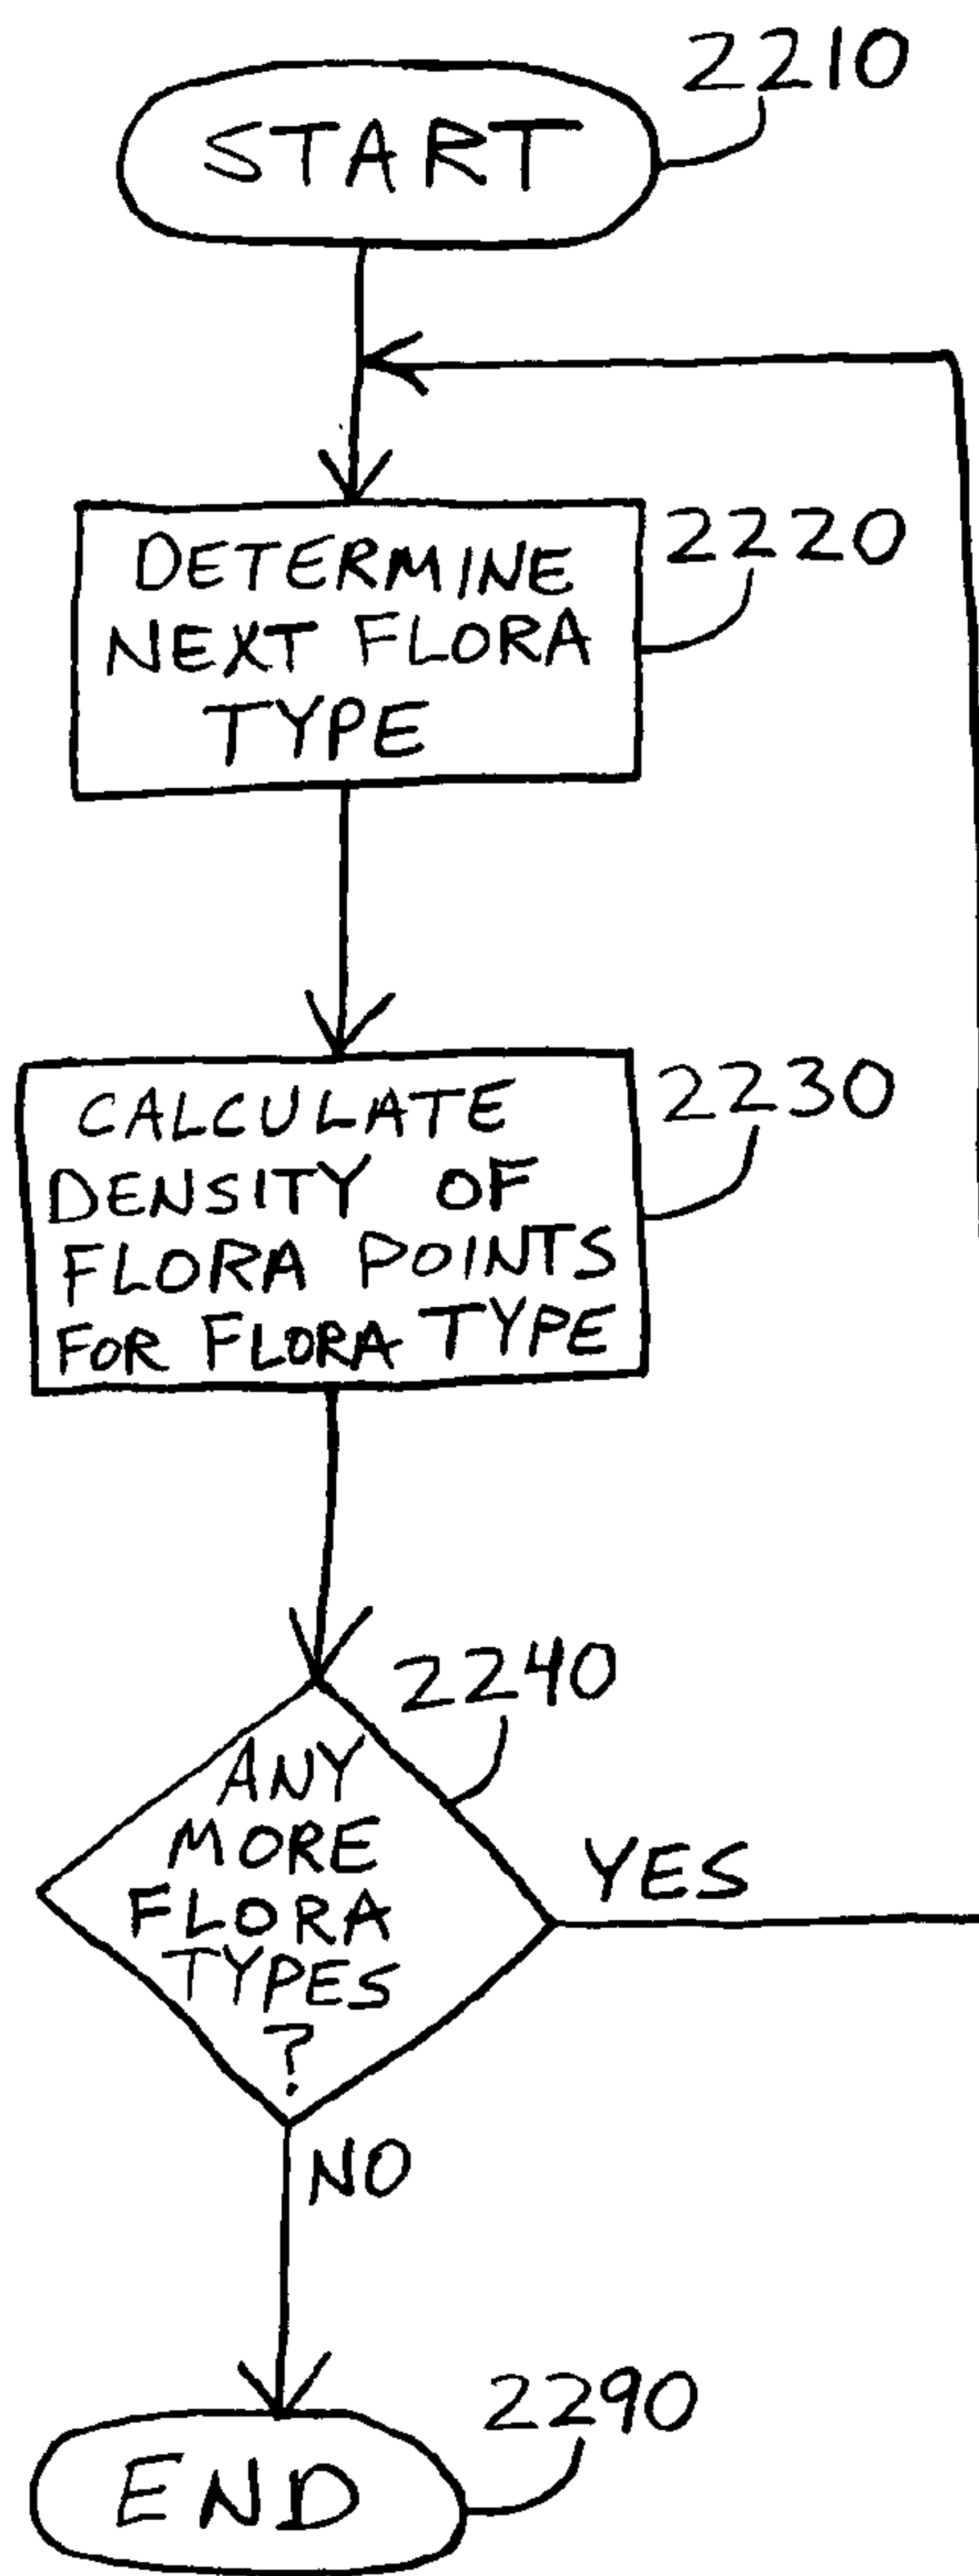 2210
START
2220
DETERMINE
NEXT FLORA
TYPE
2230
CALCULATE
DENSITY OF
FLORA POINTS
FOR FLORA TYPE
2240
ANY
MORE
FLORA
TYPES
?
YES
NO
2290
END